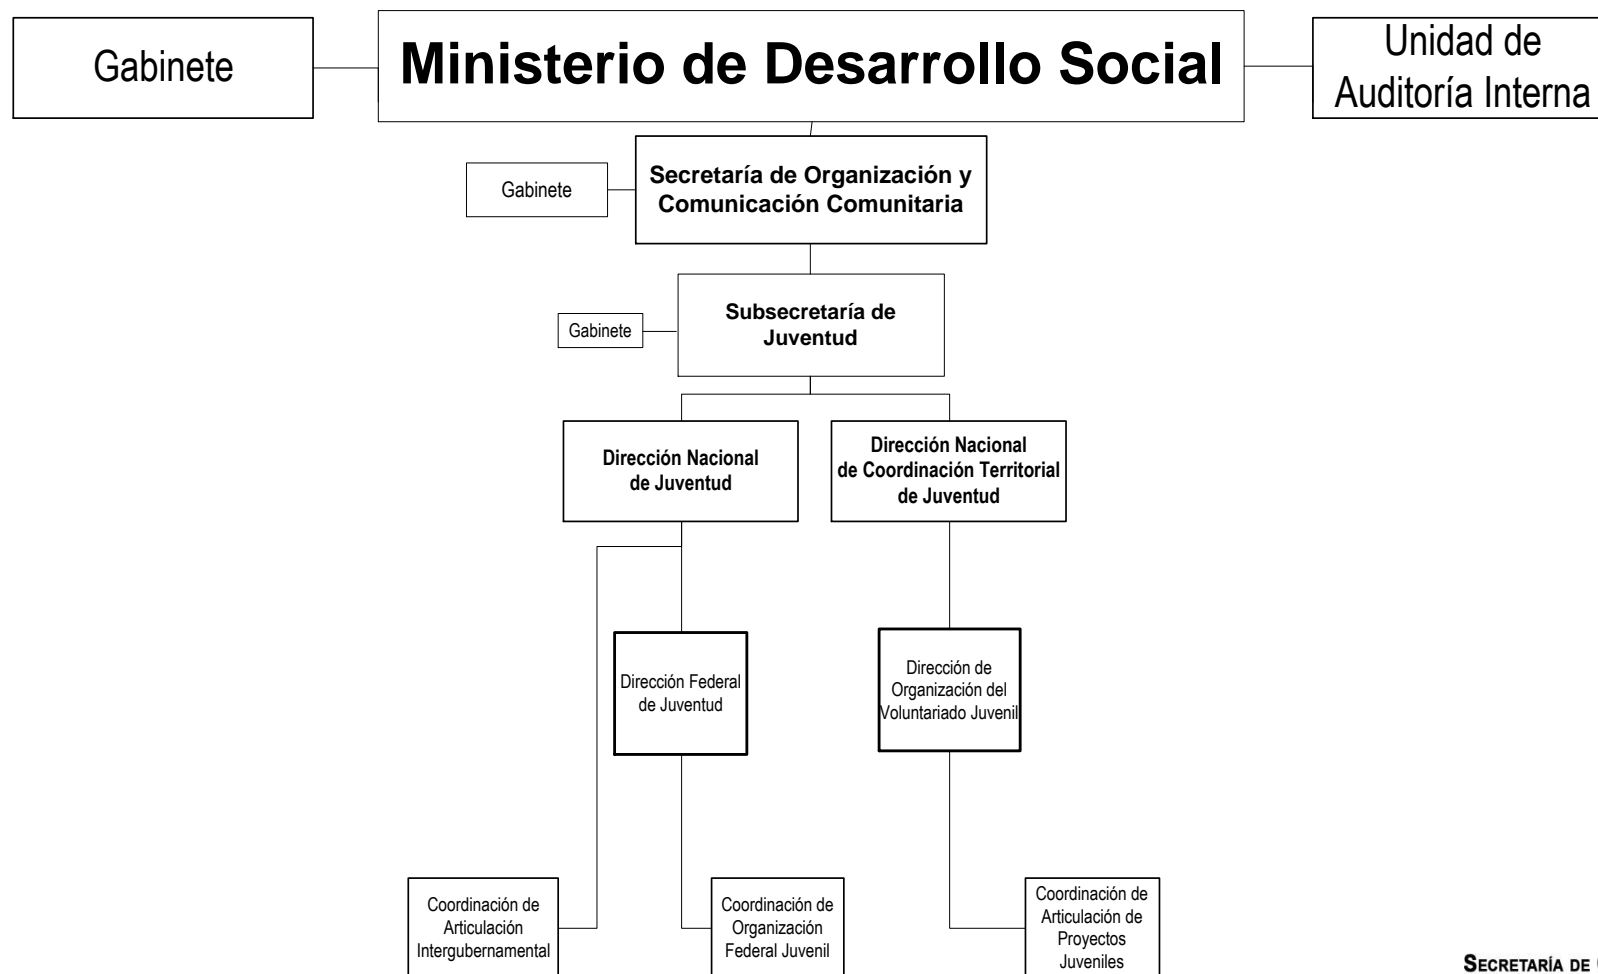 Gabinete
Ministerio de Desarrollo Social
Unidad de
Auditoría Interna
Gabinete
Secretaría de Organización y
Comunicación Comunitaria
Gabinete
Subsecretaría de
Juventud
Dirección Nacional
de Juventud
Dirección Nacional
de Coordinación Territorial
de Juventud
Dirección Federal
de Juventud
Dirección de
Organización del
Voluntariado Juvenil
Coordinación de
Articulación
Intergubernamental
Coordinación de
Organización
Federal Juvenil
Coordinación de
Articulación de
Proyectos
Juveniles
SECRETARÍA DE